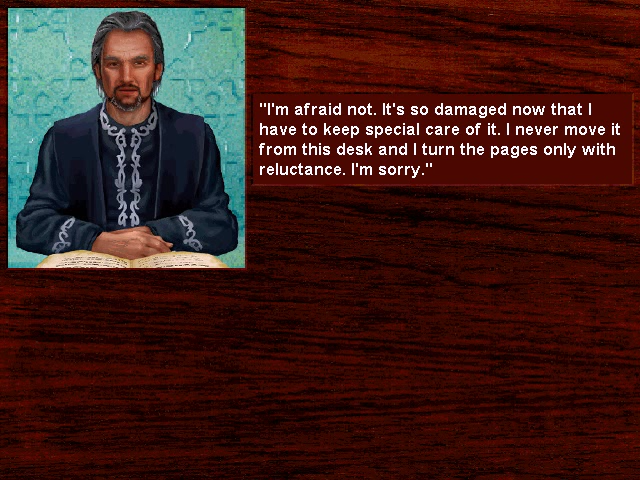 "I'm afraid not. It's so damaged now that I
have to keep special care of it. I never move it
from this desk and I turn the pages only with
reluctance. I'm sorry."